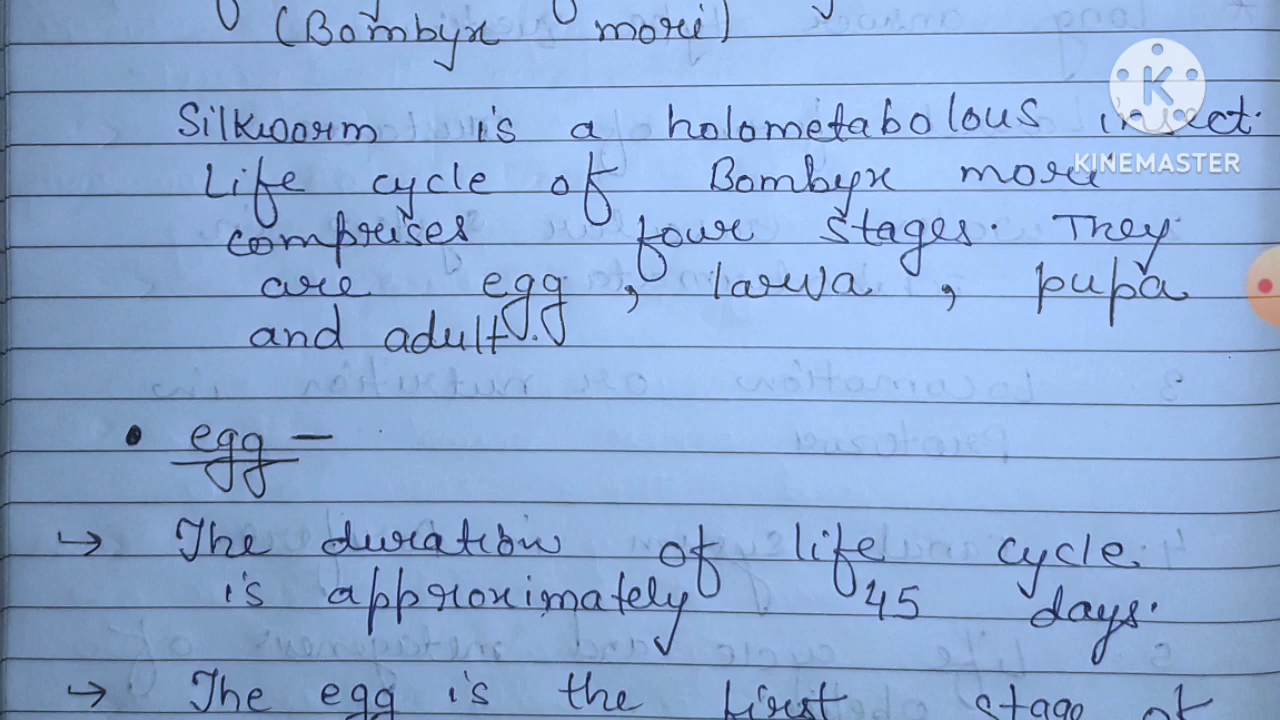 (Bombyx mori)
Silkworm is a holometabolous insect.
KINEMASTER
Life cycle of Bombyx mori
comprises four stages. They
are egg, larva, pupa
and adult.
• egg —
→ The duration of life cycle
is approximately 45 days.
→ The egg is the first stage of